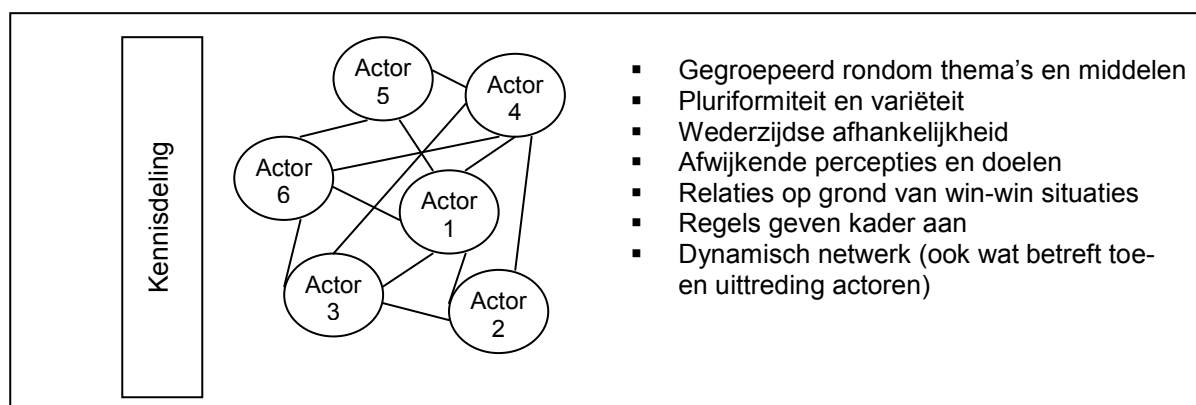 Kennisdeling
Actor
5
Actor
4
Actor
6
Actor
1
Actor
3
Actor
2
▪ Gegroepeerd rondom thema's en middelen
▪ Pluriformiteit en variëteit
▪ Wederzijdse afhankelijkheid
▪ Afwijkende percepties en doelen
▪ Relaties op grond van win-win situaties
▪ Regels geven kader aan
▪ Dynamisch netwerk (ook wat betreft toe-
en uittreding actoren)